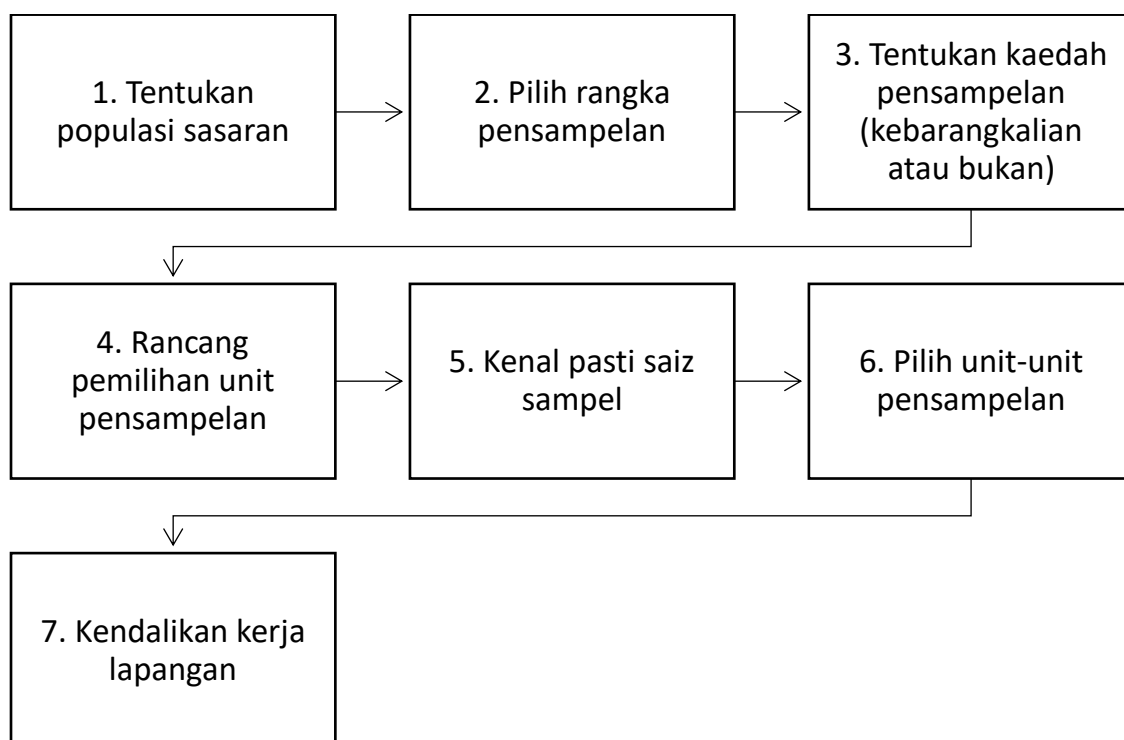 1. Tentukan
populasi sasaran
2. Pilih rangka
pensampelan
3. Tentukan kaedah
pensampelan
(kebarangkalian
atau bukan)
4. Rancang
pemilihan unit
pensampelan
5. Kenal pasti saiz
sampel
6. Pilih unit-unit
pensampelan
7. Kendalikan kerja
lapangan